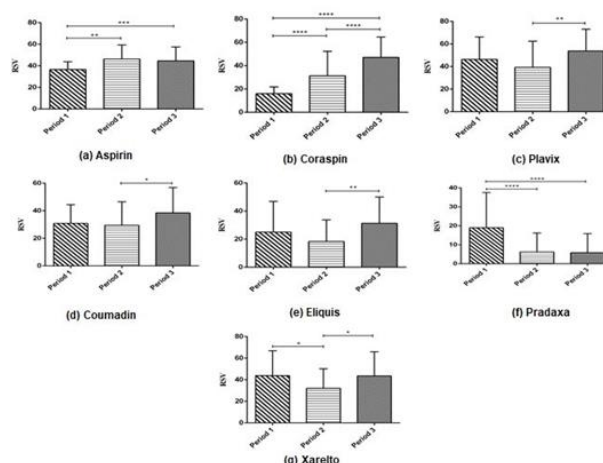 *** **** 
** **** **** **
80 80 80
60 60 60
RSV 40 RSV 40 RSV 40
20 20 20
0 0 0
Period 1 Period 2 Period 3 Period 1 Period 2 Period 3 Period 1 Period 2 Period 3
(a) Aspirin (b) Coraspin (c) Plavix
****
* ** ****
60 60 40
40 40 30
RSV RSV RSV 20
20 20 10
0 0 0
Period 1 Period 2 Period 3 Period 1 Period 2 Period 3 Period 1 Period 2 Period 3
(d) Coumadin (e) Eliquis (f) Pradaxa
* *
80
60
RSV 40
20
0
Period 1 Period 2 Period 3
(g) Xarelto